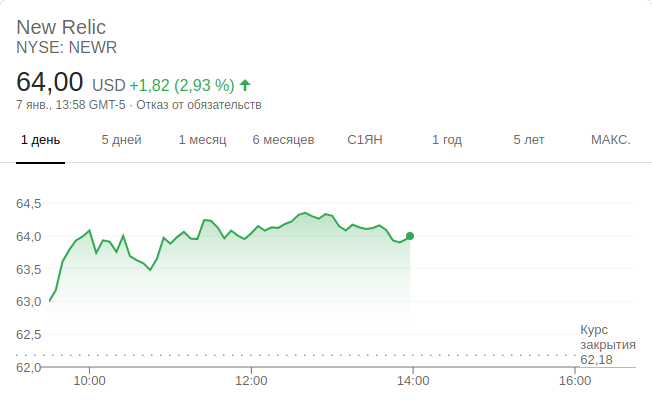 New Relic
NYSE: NEWR
64,00 USD +1,82 (2,93 %)
7 янв., 13:58 GMT-5 · Отказ от обязательств
1 день 5 дней 1 месяц 6 месяцев С1ЯН 1 год 5 лет МАКС.
64,5
64,0
63,5
63,0
62,5
Курс
закрытия
62,18
62,0
10:00 12:00 14:00 16:00